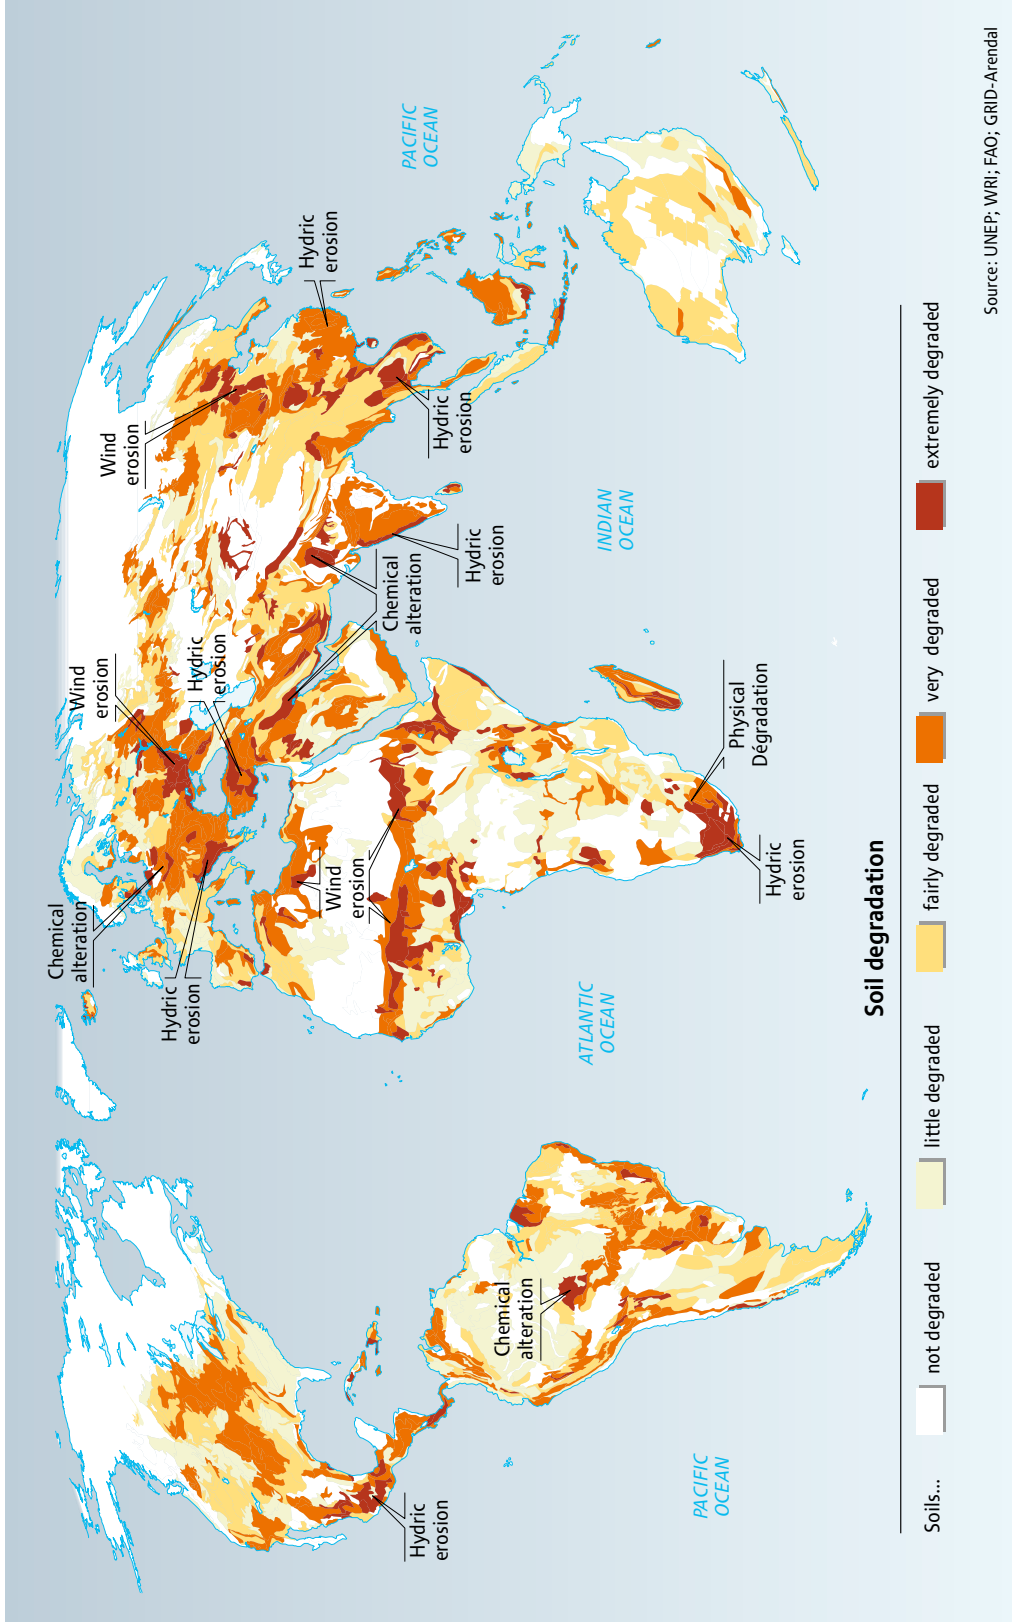 Chemical
alteration
Hydric
erosion
Wind
erosion
Hydric
erosion
Wind
erosion
Hydric
erosion
PACIFIC
OCEAN
Wind
erosion
Chemical
alteration
Hydric
erosion
Hydric
erosion
Hydric
erosion
Chemical
alteration
ATLANTIC
OCEAN
INDIAN
OCEAN
PACIFIC
OCEAN
Hydric
erosion
Physical
Dégradation
Soil degradation
Soils...
not degraded
little degraded
fairly degraded
very degraded
extremely degraded
Source: UNEP; WRI; FAO; GRID-Arendal